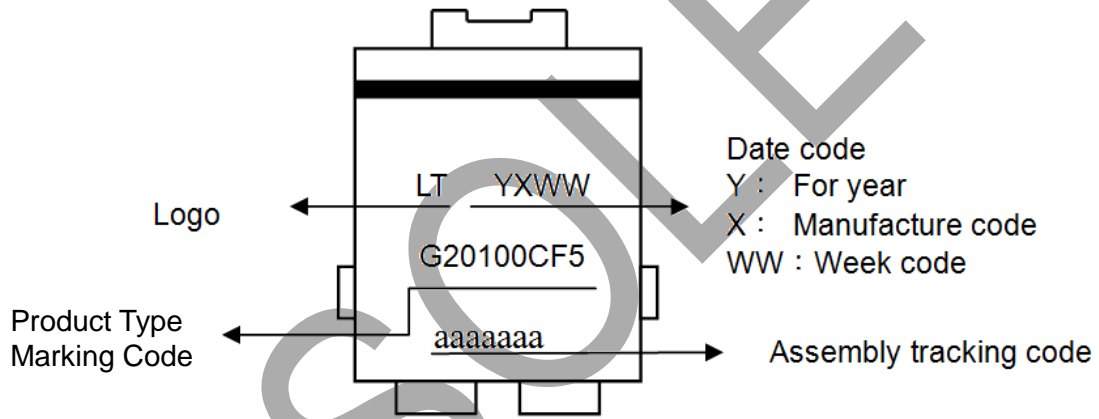 LT YXWW
G20100CF5
aaaaaaa
Logo
Product Type
Marking Code
Date code
Y： For year
X： Manufacture code
WW：Week code
Assembly tracking code